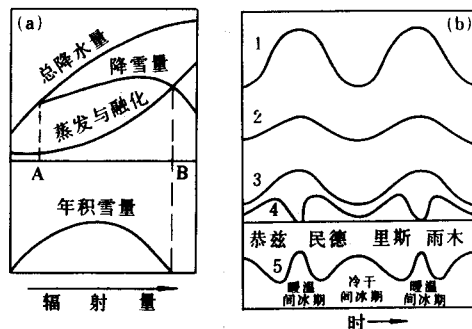 (a)
总降水量
降雪量
蒸发与融化
A
B
年积雪量
辐射量
(b)
1
2
3
4
恭兹 民德 里斯 雨木
5
暖温 间冰期
冷干 间冰期
暖温 间冰期
时